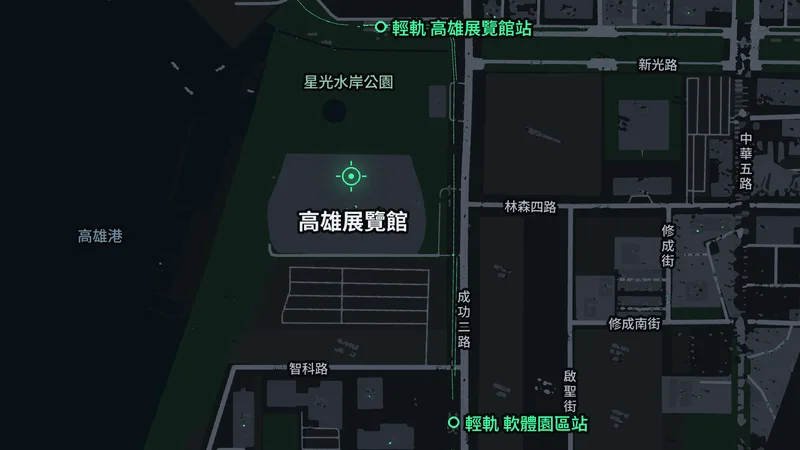 輕軌 高雄展覽館站
新光路
星光水岸公園
中華五路
林森四路
高雄展覽館
修成街
高雄港
成功三路
修成南街
智科路
啟聖街
輕軌 軟體園區站